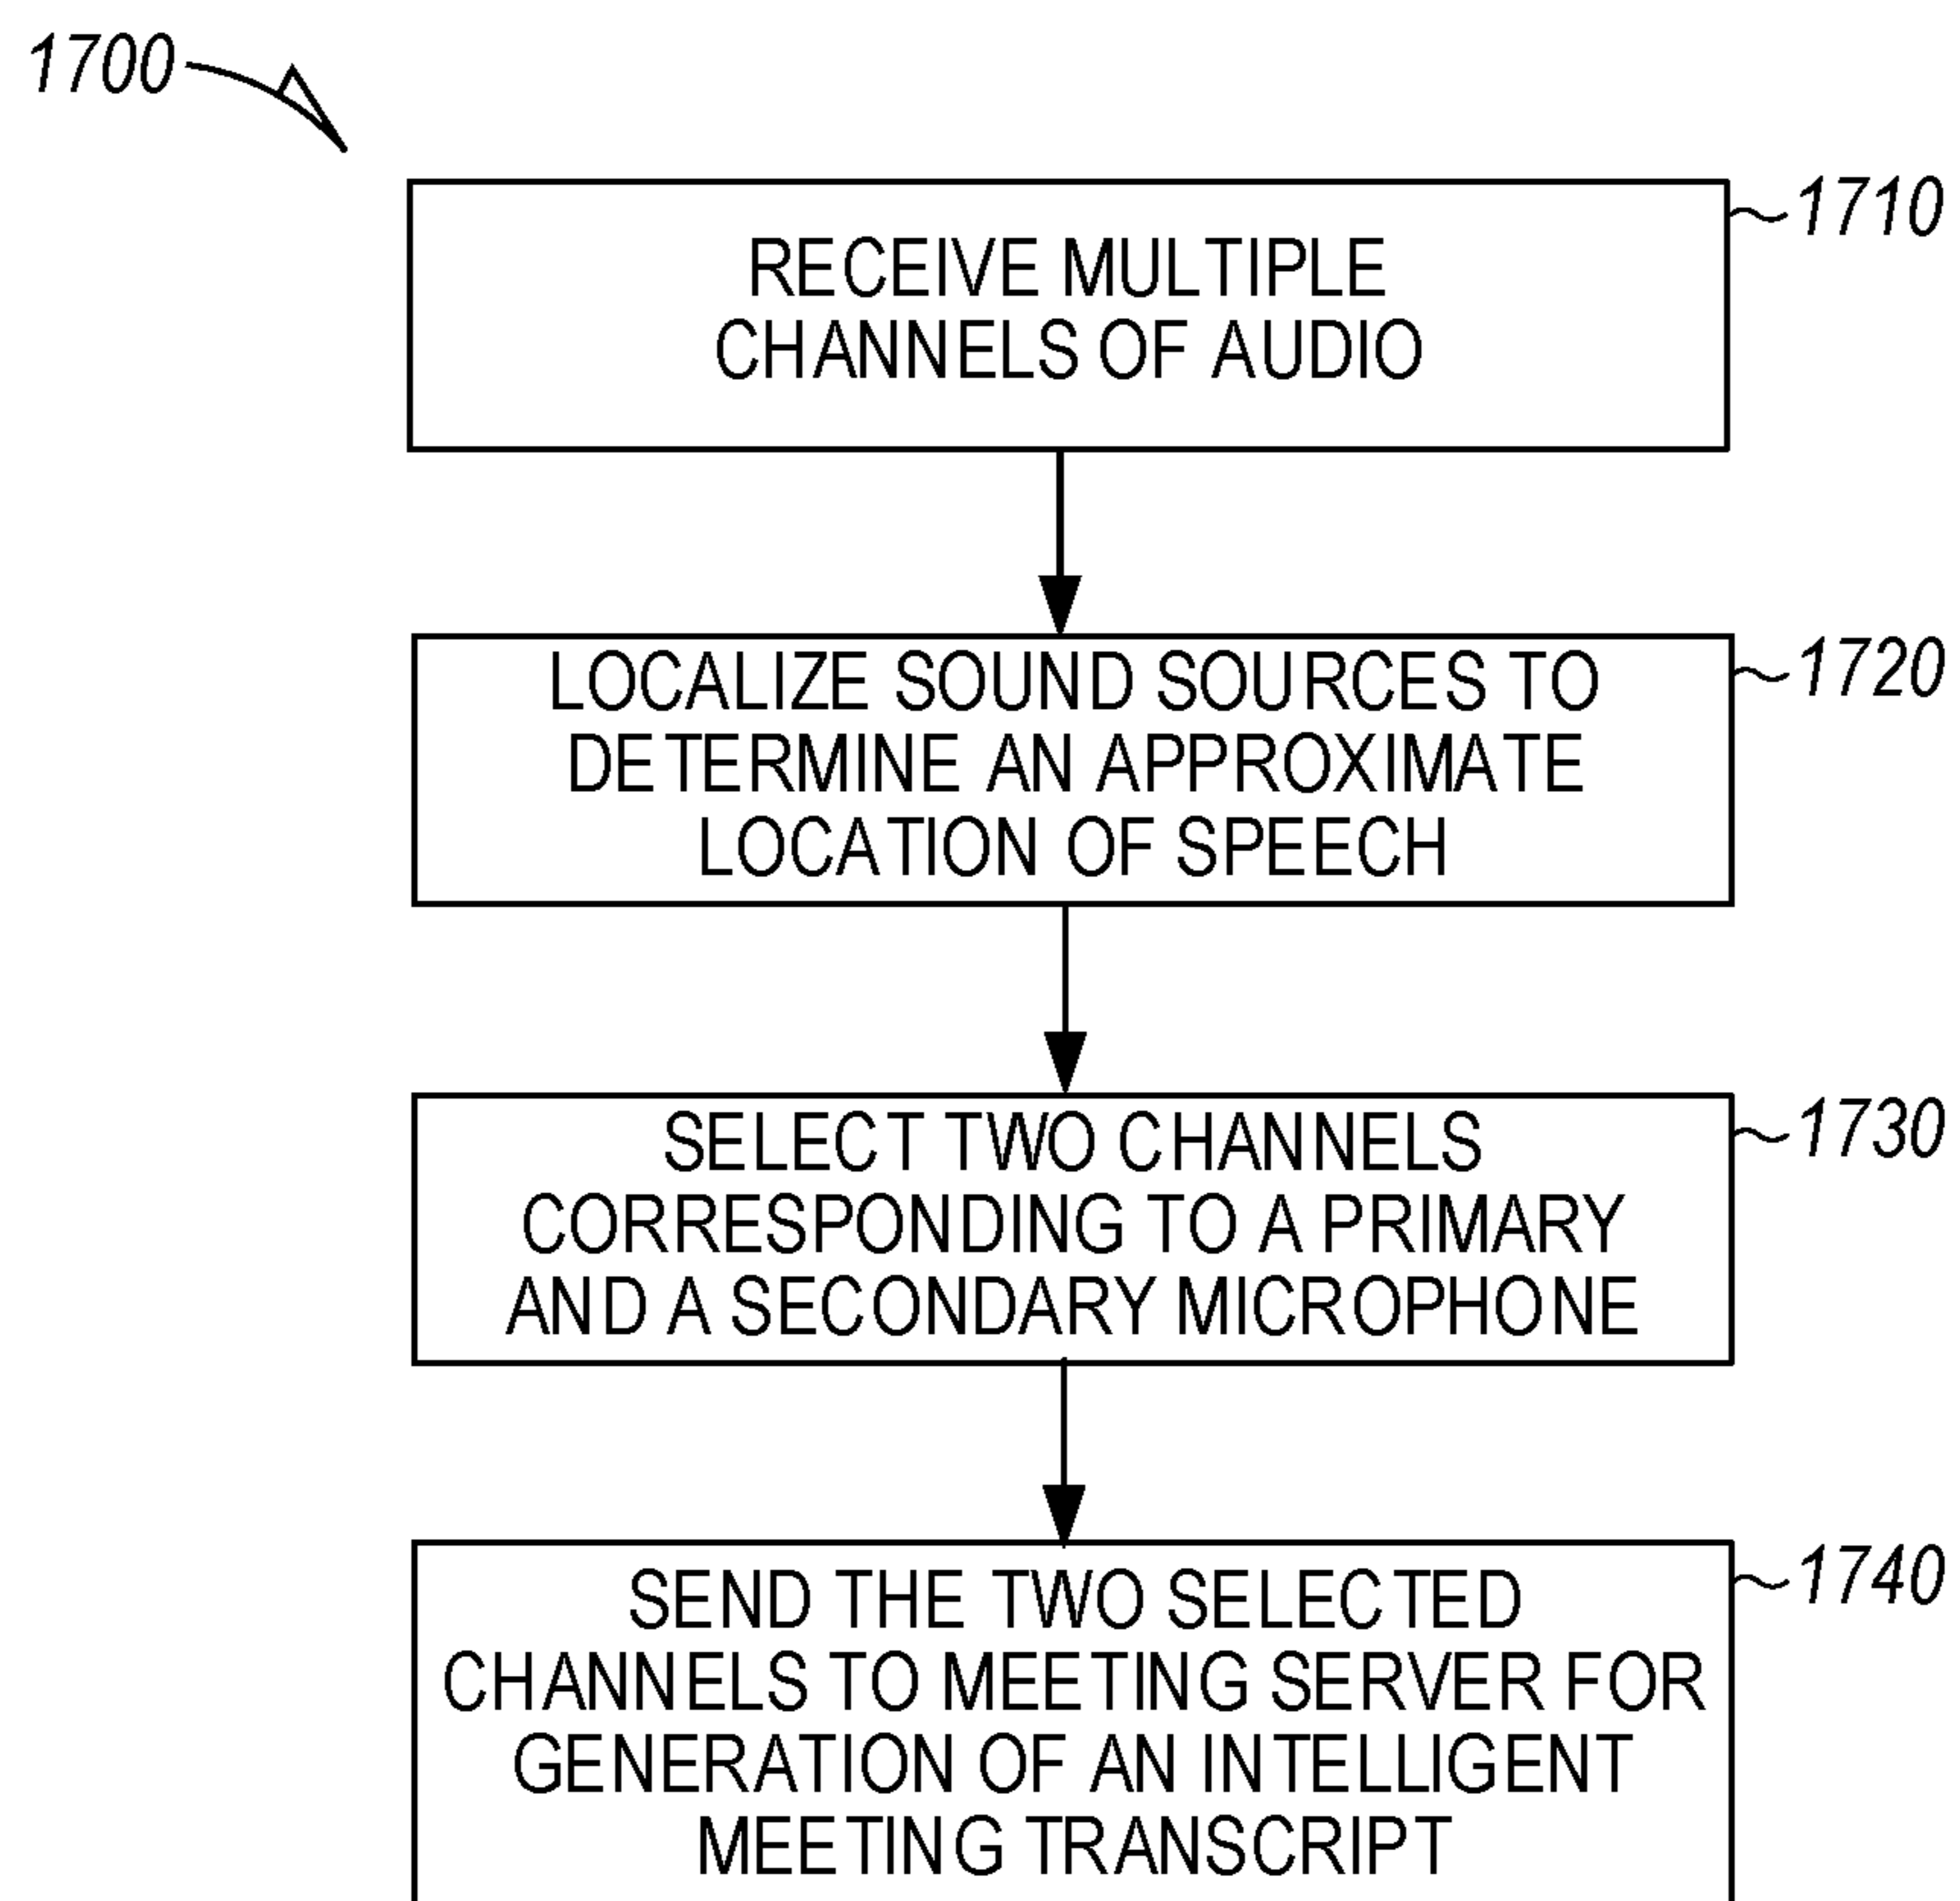 1700
1710
RECEIVE MULTIPLE
CHANNELS OF AUDIO
1720
LOCALIZE SOUND SOURCES TO
DETERMINE AN APPROXIMATE
LOCATION OF SPEECH
1730
SELECT TWO CHANNELS
CORRESPONDING TO A PRIMARY
AND A SECONDARY MICROPHONE
1740
SEND THE TWO SELECTED
CHANNELS TO MEETING SERVER FOR
GENERATION OF AN INTELLIGENT
MEETING TRANSCRIPT